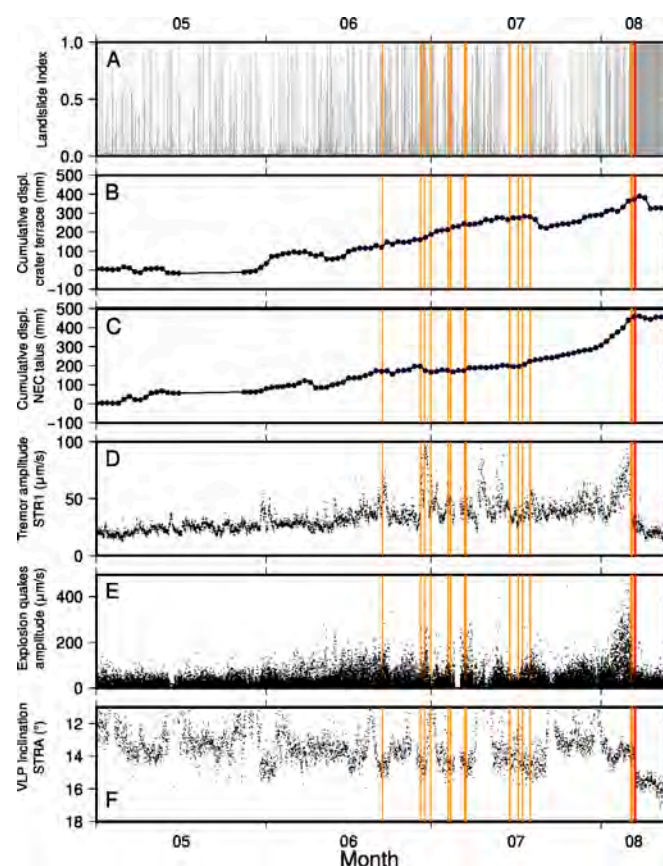 05 06 07 08
A
Landslide Index
1.0
0.5
0.0
B
Cumulative displ.
crater terrace (mm)
500
400
300
200
100
0
−100
C
Cumulative displ.
NEC talus (mm)
500
400
300
200
100
0
−100
D
Tremor amplitude
STR1 (μm/s)
100
50
0
E
Explosion quakes
amplitude (μm/s)
400
200
0
F
VLP Inclination
STRA (°)
12
14
16
18
05 06 07 08
Month